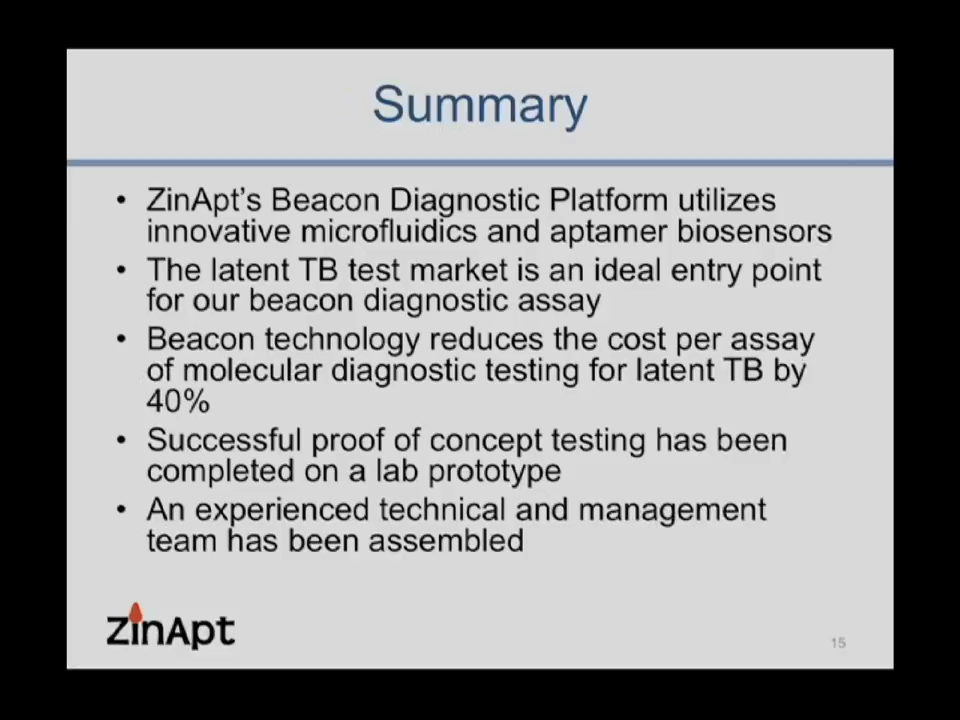 Summary
• ZinApt's Beacon Diagnostic Platform utilizes
innovative microfluidics and aptamer biosensors
• The latent TB test market is an ideal entry point
for our beacon diagnostic assay
• Beacon technology reduces the cost per assay
of molecular diagnostic testing for latent TB by
40%
• Successful proof of concept testing has been
completed on a lab prototype
• An experienced technical and management
team has been assembled
ZinApt
15